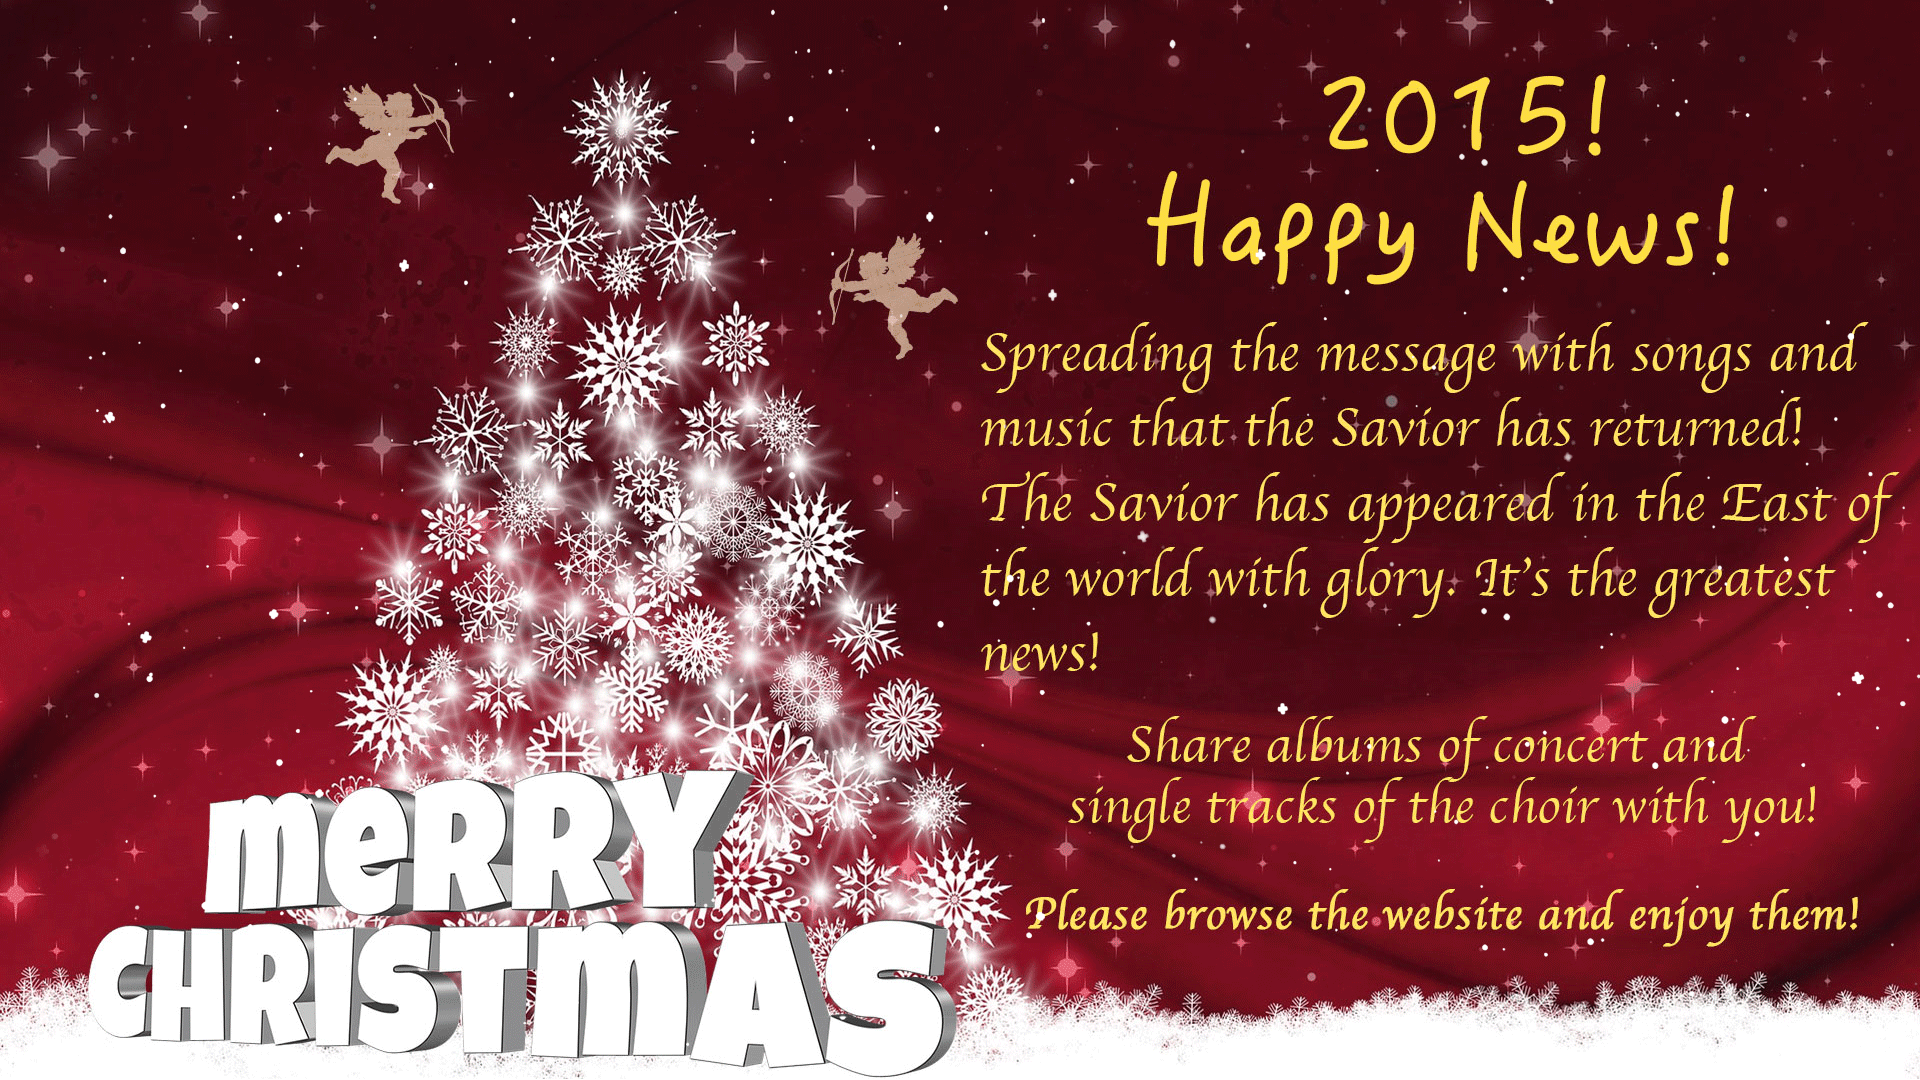 2015!
Happy News!
Spreading the message with songs and
music that the Savior has returned!
The Savior has appeared in the East of
the world with glory. It's the greatest
news!
Share albums of concert and
single tracks of the choir with you!
Please browse the website and enjoy them!
MeRRY
CHRISTMAS